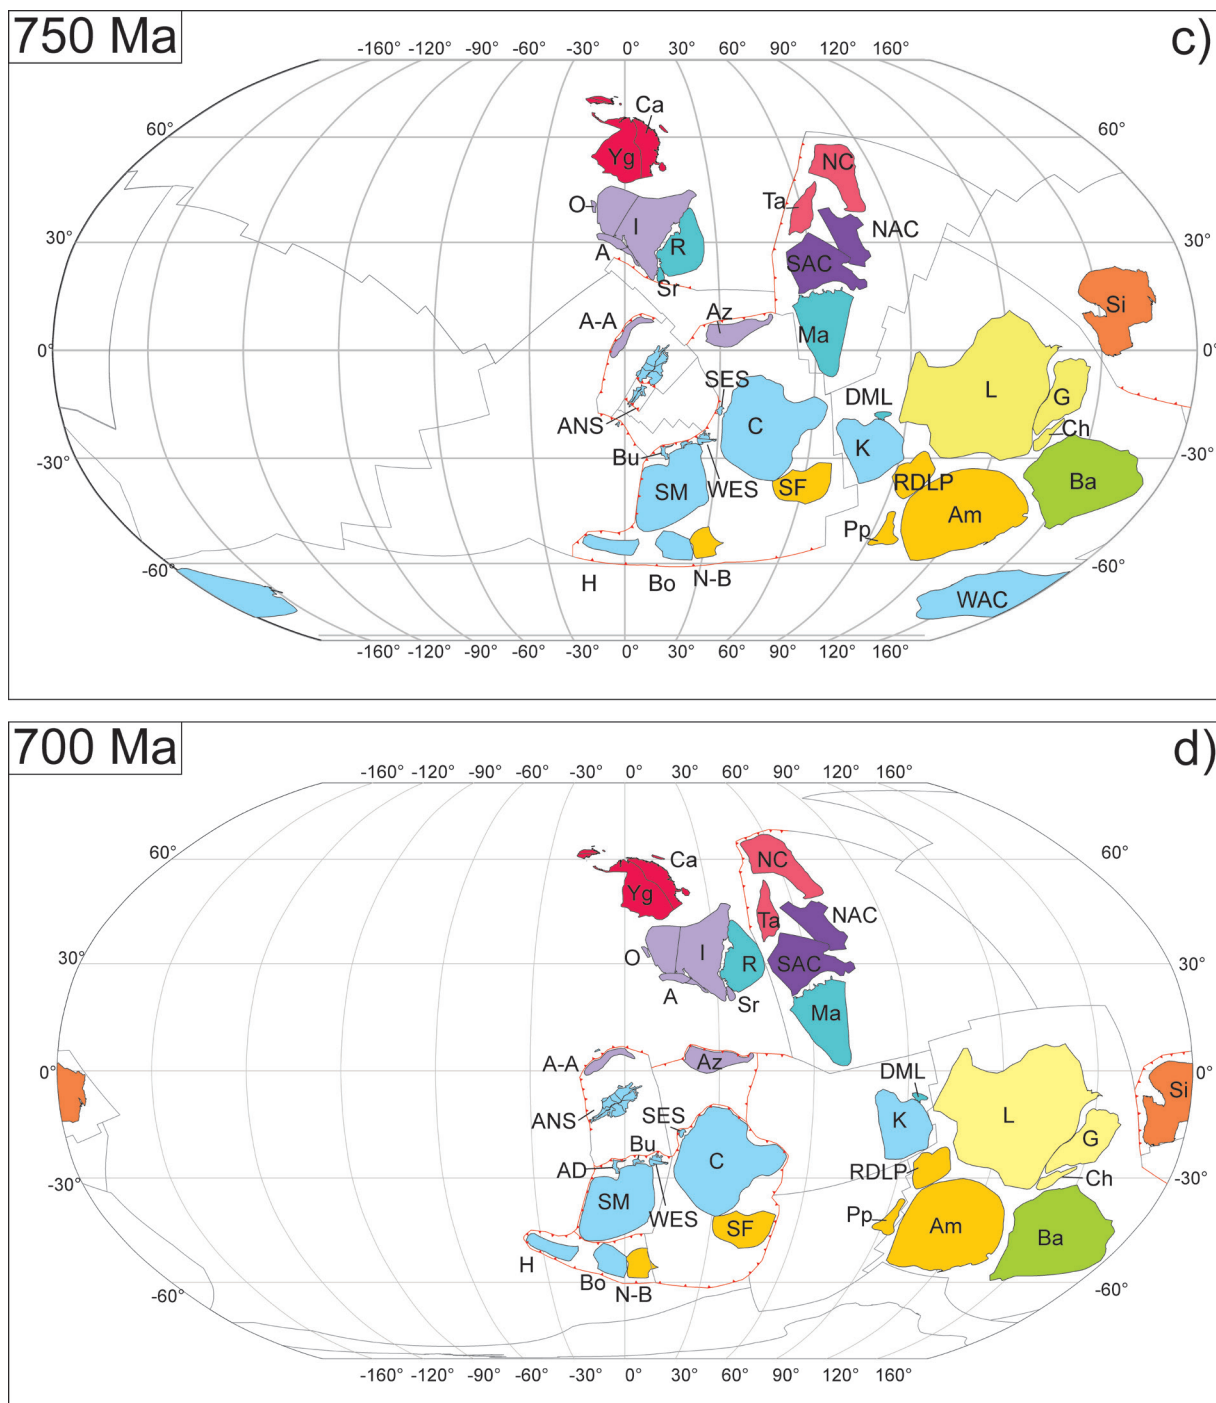 750 Ma
c)
-160° -120° -90° -60° -30° 0° 30° 60° 90° 120° 160°
60°
60°
Ca
Yg
NC
Ta
O
I
R
NAC
30°
30°
A
SAC
Sr
Si
A-A
Az
Ma
0°
0°
SES
DML
L
G
ANS
C
Ch
Bu
K
-30°
-30°
SM
WES
SF
RDLP
Ba
Am
Pp
-60°
-60°
H
Bo
N-B
WAC
-160° -120° -90° -60° -30° 0° 30° 60° 90° 120° 160°
700 Ma
d)
-160° -120° -90° -60° -30° 0° 30° 60° 90° 120° 160°
60°
60°
Ca
NC
Yg
Ta
NAC
O
I
R
SAC
30°
30°
A
Sr
Ma
A-A
Az
0°
0°
DML
Si
ANS
SES
K
L
Bu
G
AD
C
RDLP
Ch
-30°
-30°
SM
WES
SF
Pp
Am
Ba
H
Bo
N-B
-60°
-60°
-160° -120° -90° -60° -30° 0° 30° 60° 90° 120° 160°